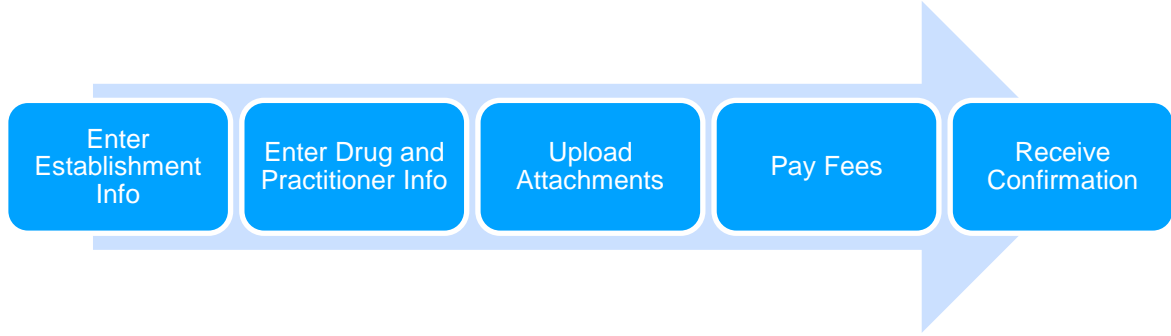 Enter
Establishment
Info
Enter Drug and
Practitioner Info
Upload
Attachments
Pay Fees
Receive
Confirmation